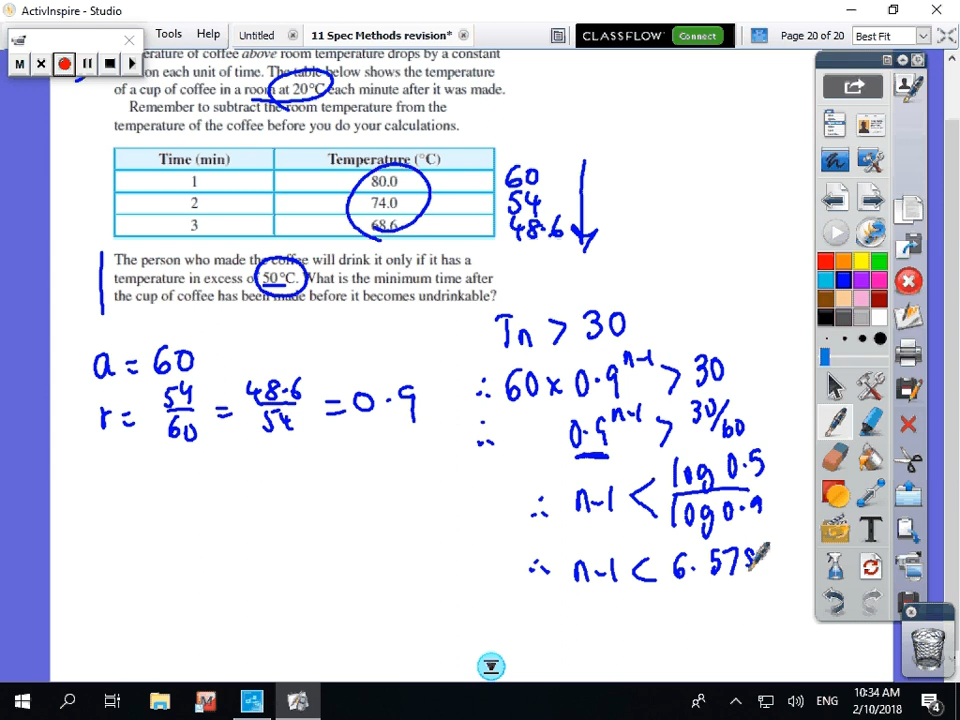 ActivInspire - Studio
Tools Help Untitled 11 Spec Methods revision* CLASSFLOW Connect Page 20 of 20 Best Fit
M
of coffee above room temperature drops by a constant
on each unit of time. The table below shows the temperature
of a cup of coffee in a room at 20°C each minute after it was made.
Remember to subtract the room temperature from the
temperature of the coffee before you do your calculations.
Time (min) Temperature (°C)
1 80.0
2 74.0
3 68.6
60
54
48.6
The person who made the coffee will drink it only if it has a
temperature in excess of 50°C. What is the minimum time after
the cup of coffee has been made before it becomes undrinkable?
Tn > 30
a = 60
∴ 60 × 0.9^n-1 > 30
r = 54/60 = 48.6/54 = 0.9
∴ 0.9^n-1 > 30/60
∴ n-1 < log 0.5/log 0.9
∴ n-1 < 6.578
T
ENG
10:34 AM
2/10/2018
4